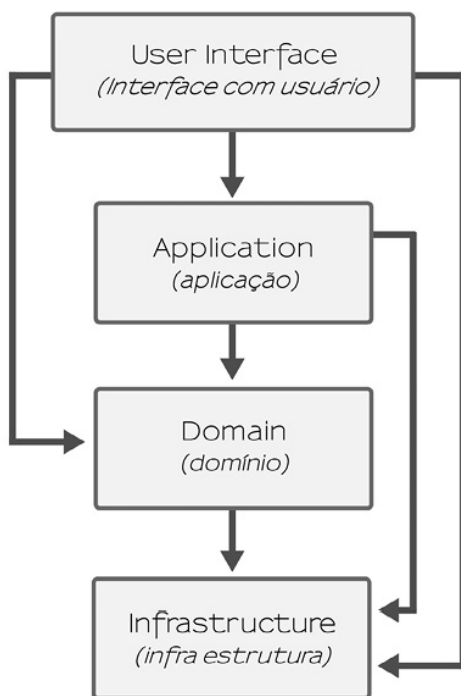 User Interface
(Interface com usuário)
Application
(aplicação)
Domain
(domínio)
Infrastructure
(infra estrutura)